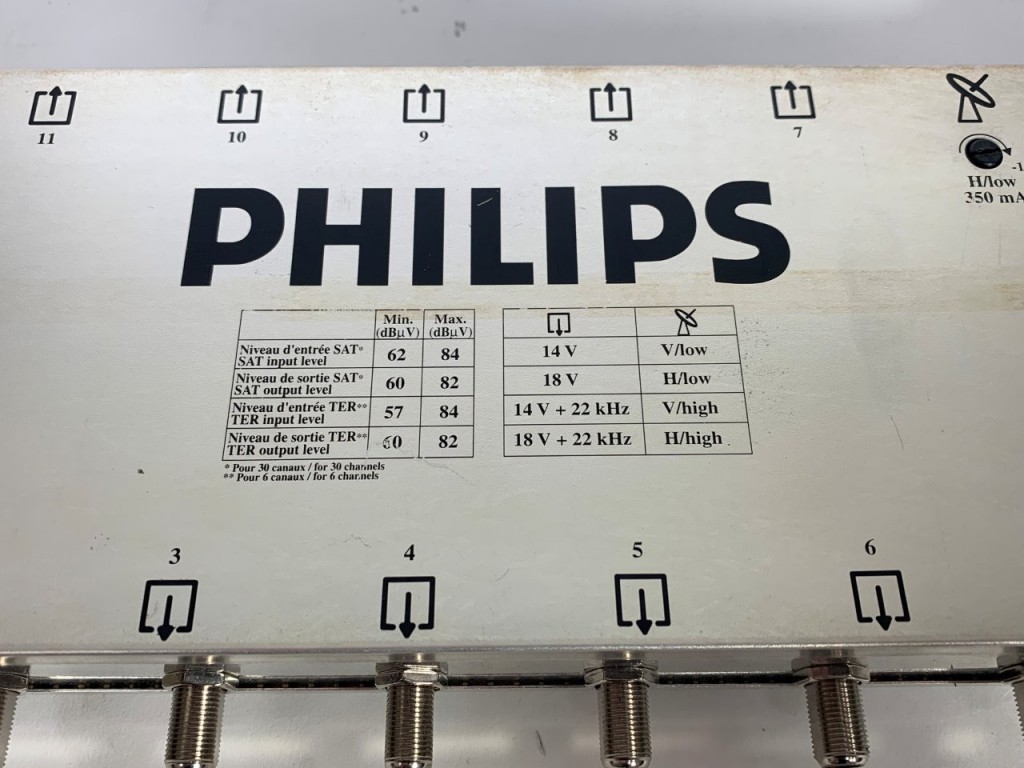 11 10 9 8 7
H/low
350 mA
PHILIPS
Min. (dBµV) Max. (dBµV)
Niveau d'entrée SAT* SAT input level 62 84
Niveau de sortie SAT* SAT output level 60 82
Niveau d'entrée TER** TER input level 57 84
Niveau de sortie TER** TER output level 60 82
* Pour 30 canaux / for 30 channels
** Pour 6 canaux / for 6 channels
14 V V/low
18 V H/low
14 V + 22 kHz V/high
18 V + 22 kHz H/high
3 4 5 6